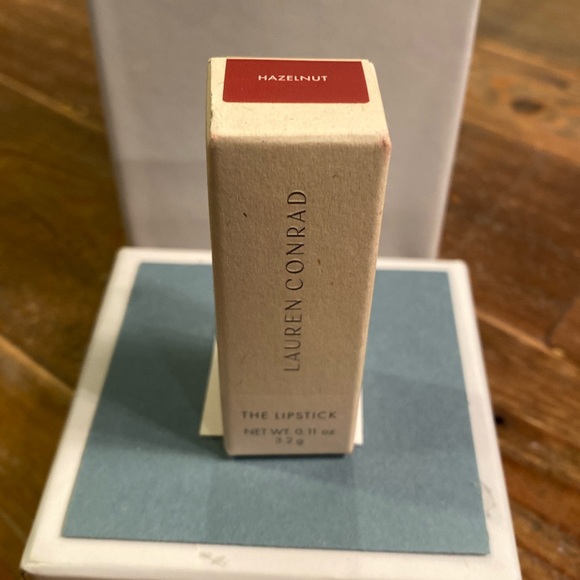 HAZELNUT
LAUREN CONRAD
THE LIPSTICK
NET WT. 0.11 oz
3.2 g